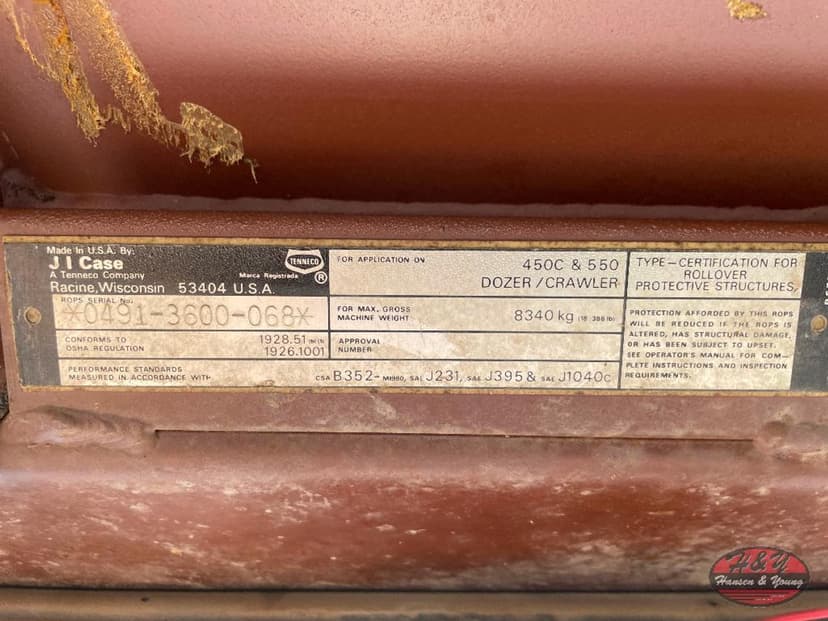 Made in U.S.A. By:
J I Case
A Tenneco Company
Marca Registrada
Racine, Wisconsin 53404 U.S.A.
TENNECO
®
ROPS SERIAL No.
*0491-3600-068*
CONFORMS TO
OSHA REGULATION
1928.51
1926.1001
PERFORMANCE STANDARDS
MEASURED IN ACCORDANCE WITH
CSA B352-M1980, SAE J231, SAE J395 & SAE J1040c
FOR APPLICATION ON
450C & 550
DOZER/CRAWLER
FOR MAX. GROSS
MACHINE WEIGHT
8340 kg (18 386 lb)
APPROVAL
NUMBER
TYPE-CERTIFICATION FOR
ROLLOVER
PROTECTIVE STRUCTURES,
PROTECTION AFFORDED BY THIS ROPS
WILL BE REDUCED IF THE ROPS IS
ALTERED, HAS STRUCTURAL DAMAGE,
OR HAS BEEN SUBJECT TO UPSET.
SEE OPERATOR'S MANUAL FOR COM-
PLETE INSTRUCTIONS AND INSPECTION
REQUIREMENTS.
H&Y
Hansen & Young